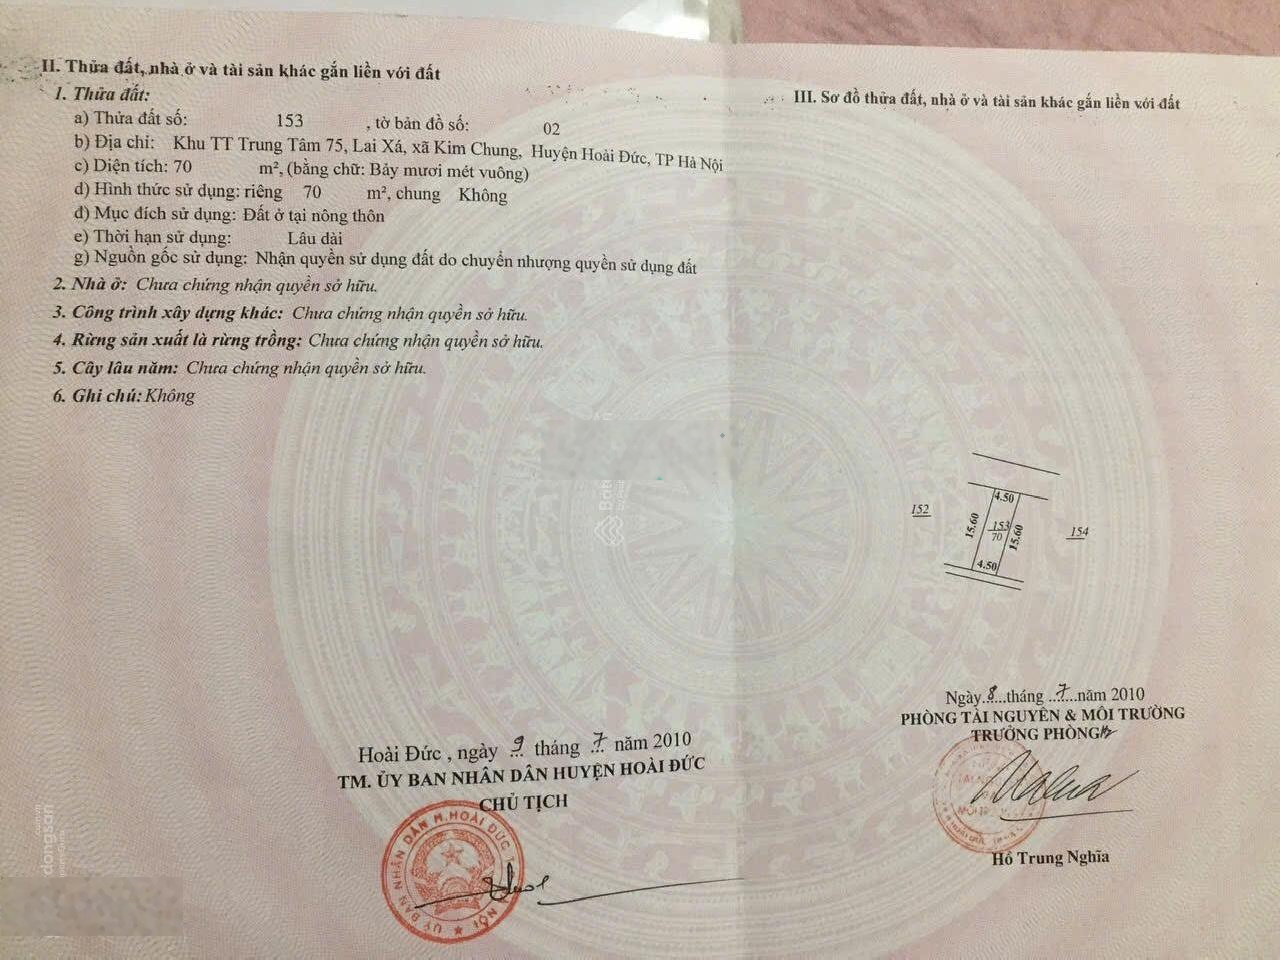 II. Thửa đất, nhà ở và tài sản khác gắn liền với đất
1. Thửa đất:
a) Thửa đất số: 153 , tờ bản đồ số: 02
b) Địa chỉ: Khu TT Trung Tâm 75, Lai Xá, xã Kim Chung, Huyện Hoài Đức, TP Hà Nội
c) Diện tích: 70 m², (bằng chữ: Bảy mươi mét vuông)
d) Hình thức sử dụng: riêng 70 m², chung Không
đ) Mục đích sử dụng: Đất ở tại nông thôn
e) Thời hạn sử dụng: Lâu dài
g) Nguồn gốc sử dụng: Nhận quyền sử dụng đất do chuyển nhượng quyền sử dụng đất
2. Nhà ở: Chưa chứng nhận quyền sở hữu.
3. Công trình xây dựng khác: Chưa chứng nhận quyền sở hữu.
4. Rừng sản xuất là rừng trồng: Chưa chứng nhận quyền sở hữu.
5. Cây lâu năm: Chưa chứng nhận quyền sở hữu.
6. Ghi chú: Không
Hoài Đức , ngày 9 tháng 7 năm 2010
TM. ỦY BAN NHÂN DÂN HUYỆN HOÀI ĐỨC
CHỦ TỊCH
ỦY BAN NHÂN DÂN H.HOÀI ĐỨC
NỘI
III. Sơ đồ thửa đất, nhà ở và tài sản khác gắn liền với đất
152
4.50
15.60
153
70
15.60
4.50
154
Ngày 8 tháng 7 năm 2010
PHÒNG TÀI NGUYÊN & MÔI TRƯỜNG
TRƯỞNG PHÒNG
Hồ Trung Nghĩa
dongsan